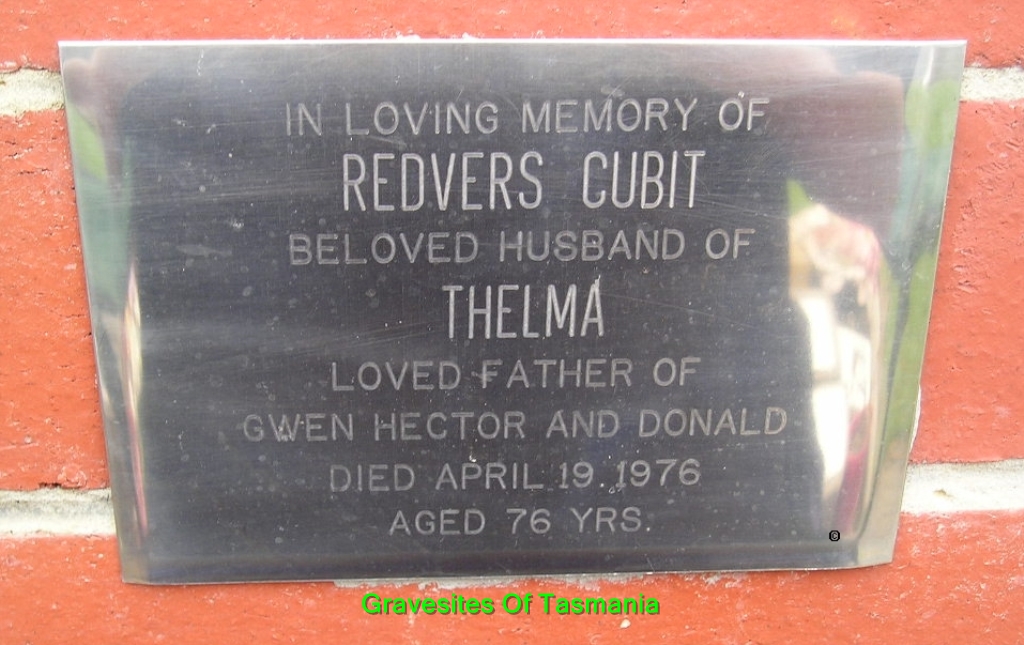 IN LOVING MEMORY OF
REDVERS CUBIT
BELOVED HUSBAND OF
THELMA
LOVED FATHER OF
GWEN HECTOR AND DONALD
DIED APRIL 19. 1976
AGED 76 YRS.
©
Gravesites Of Tasmania